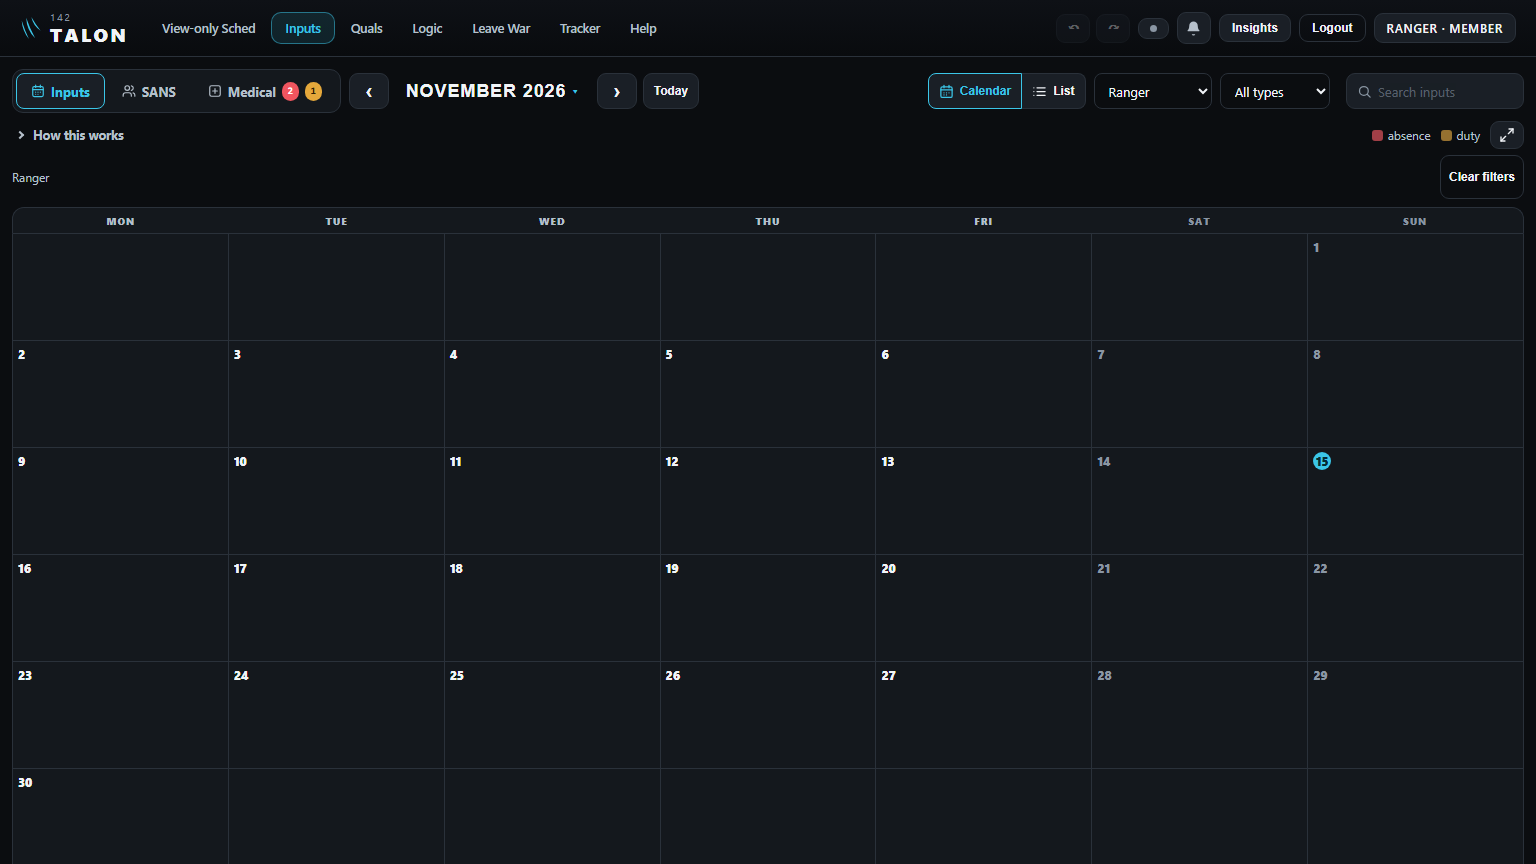 142
TALON
View-only Sched
Inputs
Quals
Logic
Leave War
Tracker
Help
Insights
Logout
RANGER · MEMBER
Inputs
SANS
Medical 2 1
‹
NOVEMBER 2026
›
Today
Calendar
List
Ranger
All types
Search inputs
How this works
absence
duty
Ranger
Clear filters
MON TUE WED THU FRI SAT SUN
1
2 3 4 5 6 7 8
9 10 11 12 13 14 15
16 17 18 19 20 21 22
23 24 25 26 27 28 29
30